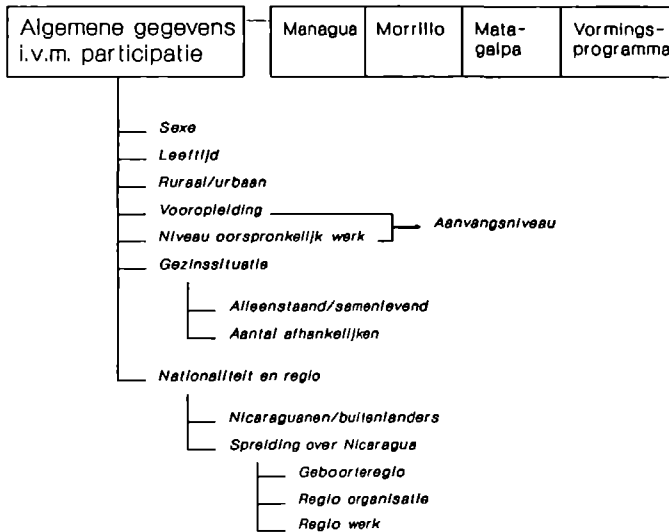 Algemene gegevens
i.v.m. participatie
Managua
Morrillo
Mata-
galpa
Vormings-
programma
Sexe
Leeftijd
Ruraal/urbaan
Vooropleiding
Aanvangsniveau
Niveau oorspronkelijk werk
Gezinssituatie
Alleenstaand/samenlevend
Aantal afhankelijken
Nationaliteit en regio
Nicaraguanen/buitenlanders
Spreiding over Nicaragua
Geboorteregio
Regio organisatie
Regio werk